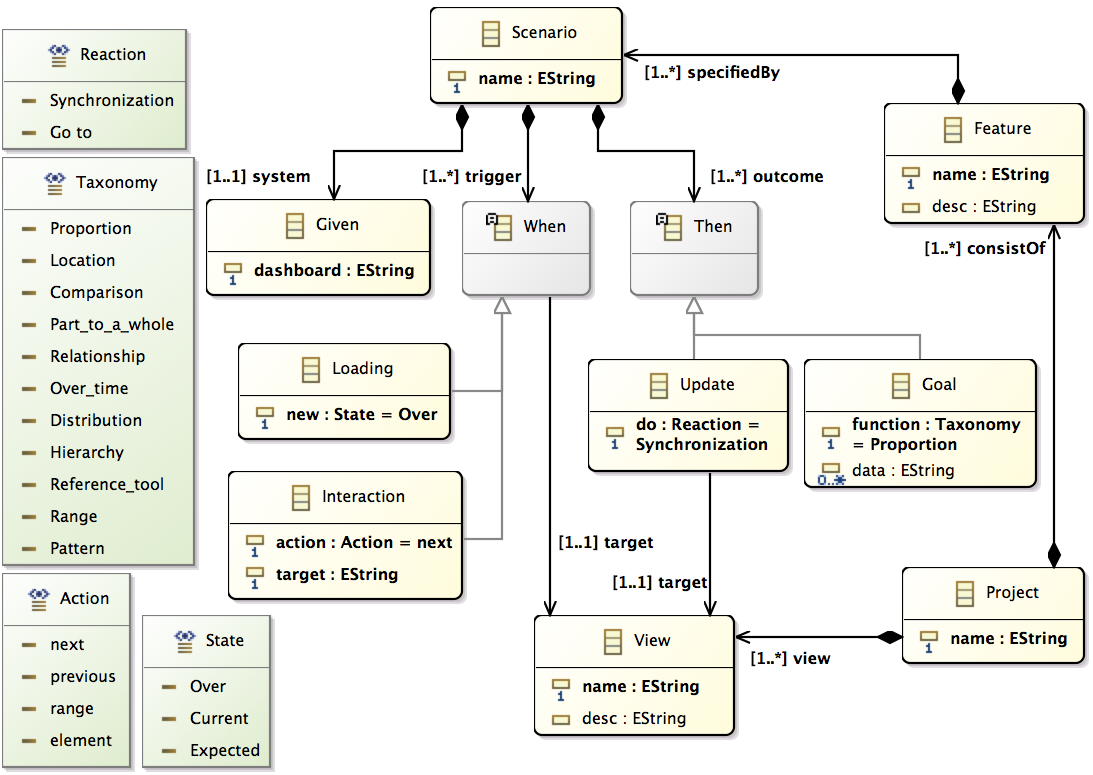 Reaction
Synchronization
Go to
Taxonomy
Proportion
Location
Comparison
Part_to_a_whole
Relationship
Over_time
Distribution
Hierarchy
Reference_tool
Range
Pattern
Action
next
previous
range
element
State
Over
Current
Expected
Scenario
1 name : EString
[1..*] specifiedBy
Feature
1 name : EString
desc : EString
[1..1] system
[1..*] trigger
[1..*] outcome
Given
1 dashboard : EString
When
Then
[1..*] consistOf
Loading
1 new : State = Over
Interaction
1 action : Action = next
1 target : EString
Update
1 do : Reaction =
Synchronization
Goal
1 function : Taxonomy
= Proportion
0..* data : EString
[1..1] target
[1..1] target
Project
1 name : EString
[1..*] view
View
1 name : EString
desc : EString